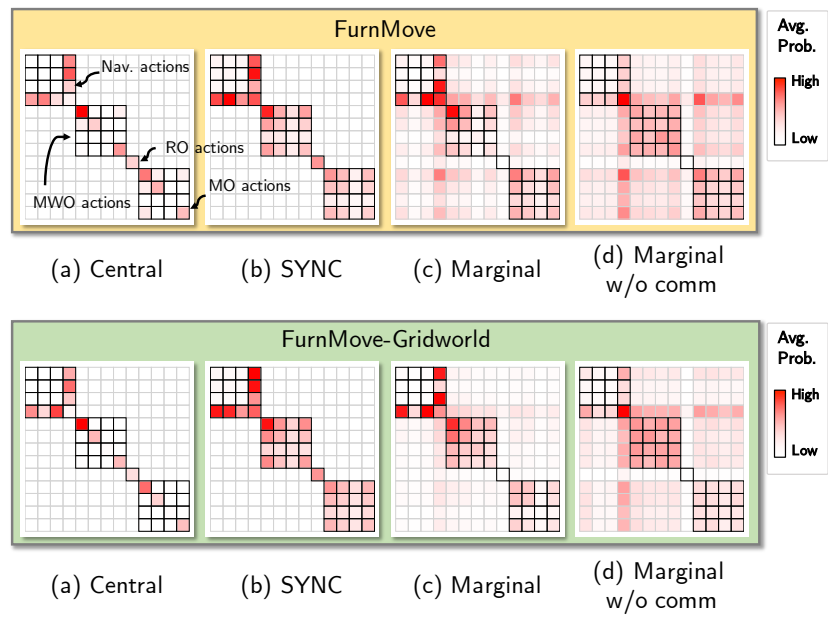 FurnMove
Avg.
Prob.
High
Low
Nav. actions
RO actions
MWO actions
MO actions
(a) Central
(b) SYNC
(c) Marginal
(d) Marginal
w/o comm
FurnMove-Gridworld
Avg.
Prob.
High
Low
(a) Central
(b) SYNC
(c) Marginal
(d) Marginal
w/o comm